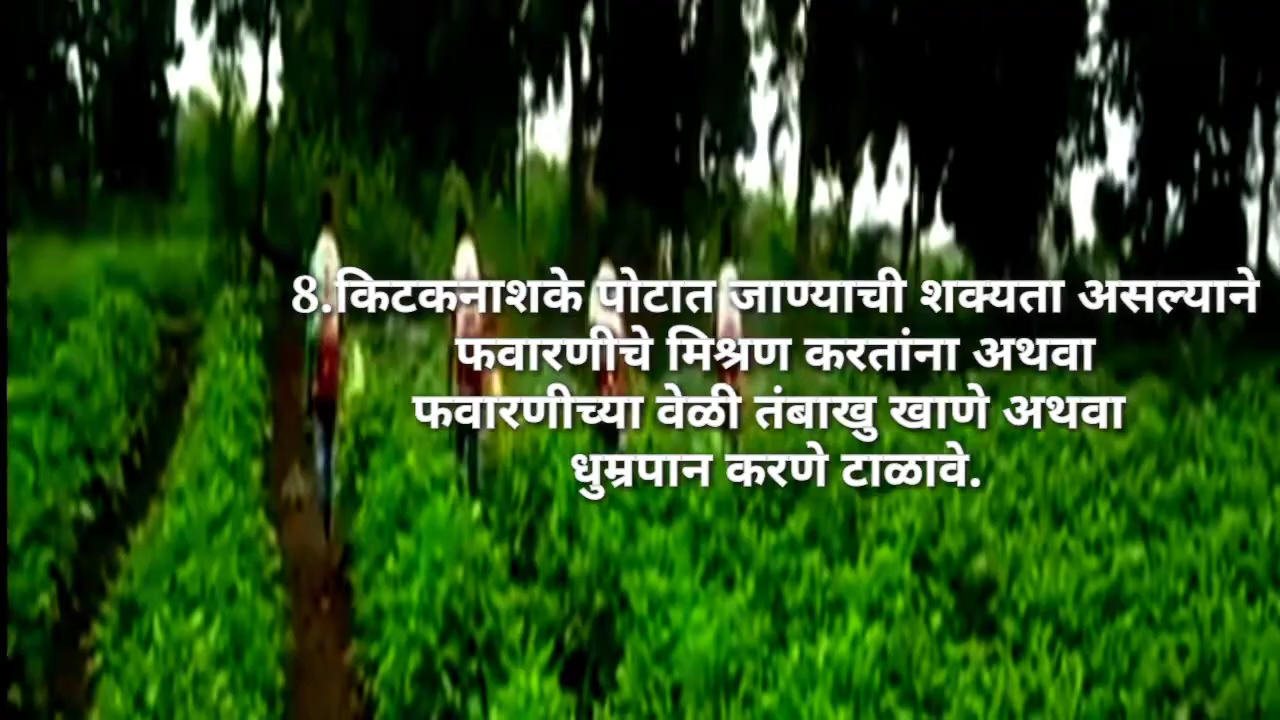 8.किटकनाशके पोटात जाण्याची शक्यता असल्याने
फवारणीचे मिश्रण करतांना अथवा
फवारणीच्या वेळी तंबाखु खाणे अथवा
धुम्रपान करणे टाळावे.